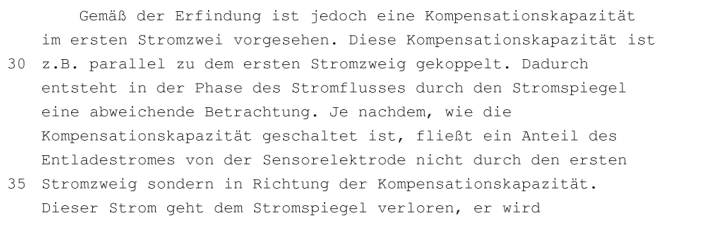 Gemäß der Erfindung ist jedoch eine Kompensationskapazität
im ersten Stromzwei vorgesehen. Diese Kompensationskapazität ist
30 z.B. parallel zu dem ersten Stromzweig gekoppelt. Dadurch
entsteht in der Phase des Stromflusses durch den Stromspiegel
eine abweichende Betrachtung. Je nachdem, wie die
Kompensationskapazität geschaltet ist, fließt ein Anteil des
Entladestromes von der Sensorelektrode nicht durch den ersten
35 Stromzweig sondern in Richtung der Kompensationskapazität.
Dieser Strom geht dem Stromspiegel verloren, er wird